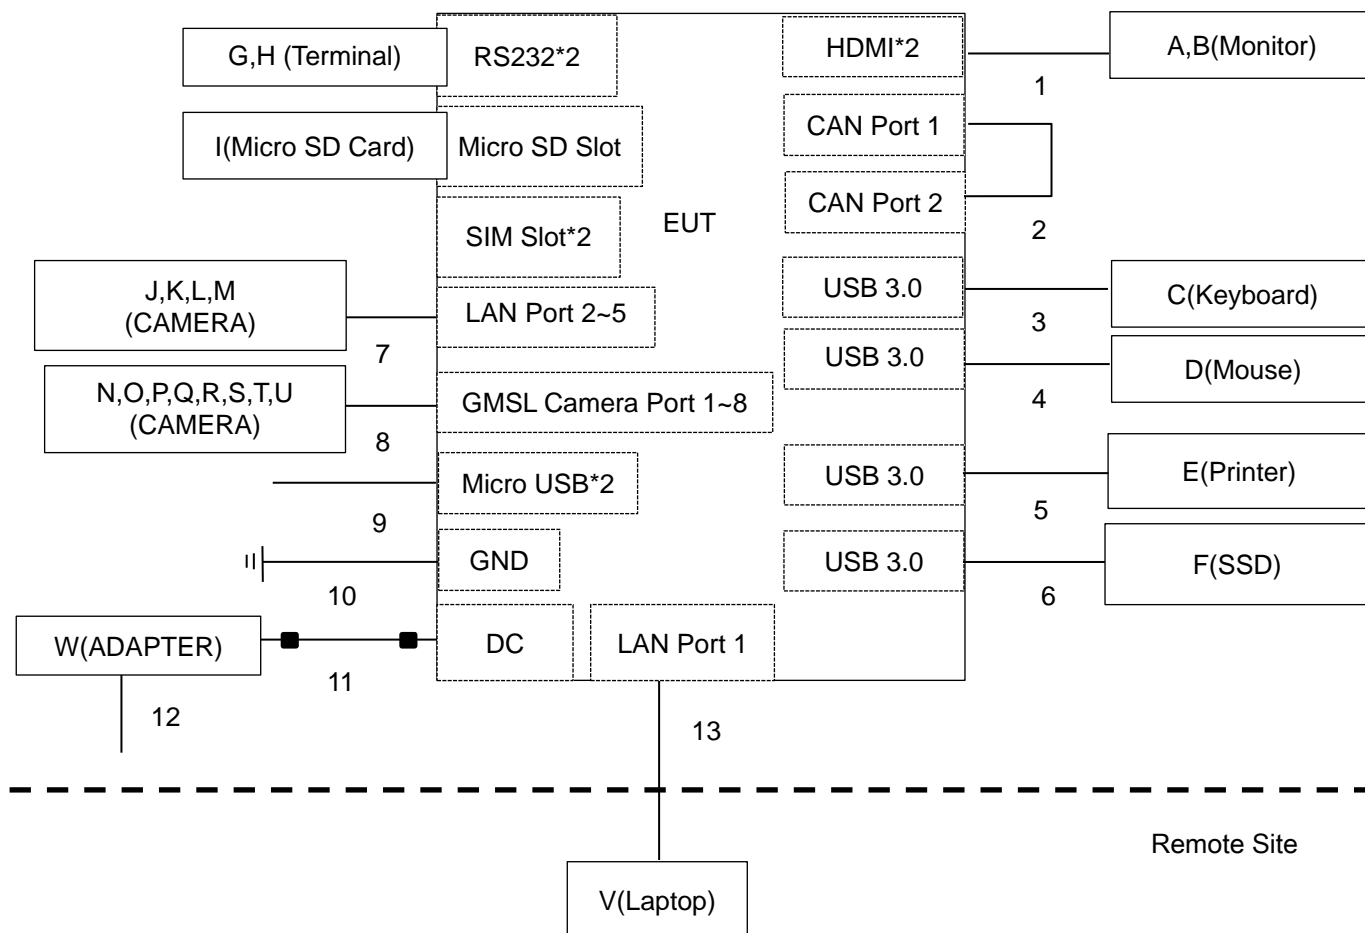 G,H (Terminal)
RS232*2
HDMI*2
A,B(Monitor)
1
I(Micro SD Card)
Micro SD Slot
CAN Port 1
SIM Slot*2
EUT
CAN Port 2
2
J,K,L,M
(CAMERA)
LAN Port 2~5
7
USB 3.0
C(Keyboard)
3
USB 3.0
D(Mouse)
4
N,O,P,Q,R,S,T,U
(CAMERA)
GMSL Camera Port 1~8
8
Micro USB*2
9
USB 3.0
E(Printer)
5
GND
10
USB 3.0
F(SSD)
6
W(ADAPTER)
DC
LAN Port 1
11
12
13
Remote Site
V(Laptop)